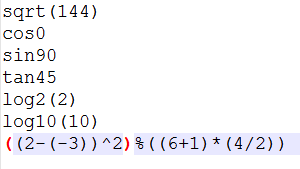 sqrt(144)
cos0
sin90
tan45
log2(2)
log10(10)
((2-(-3))^2)%((6+1)*(4/2))